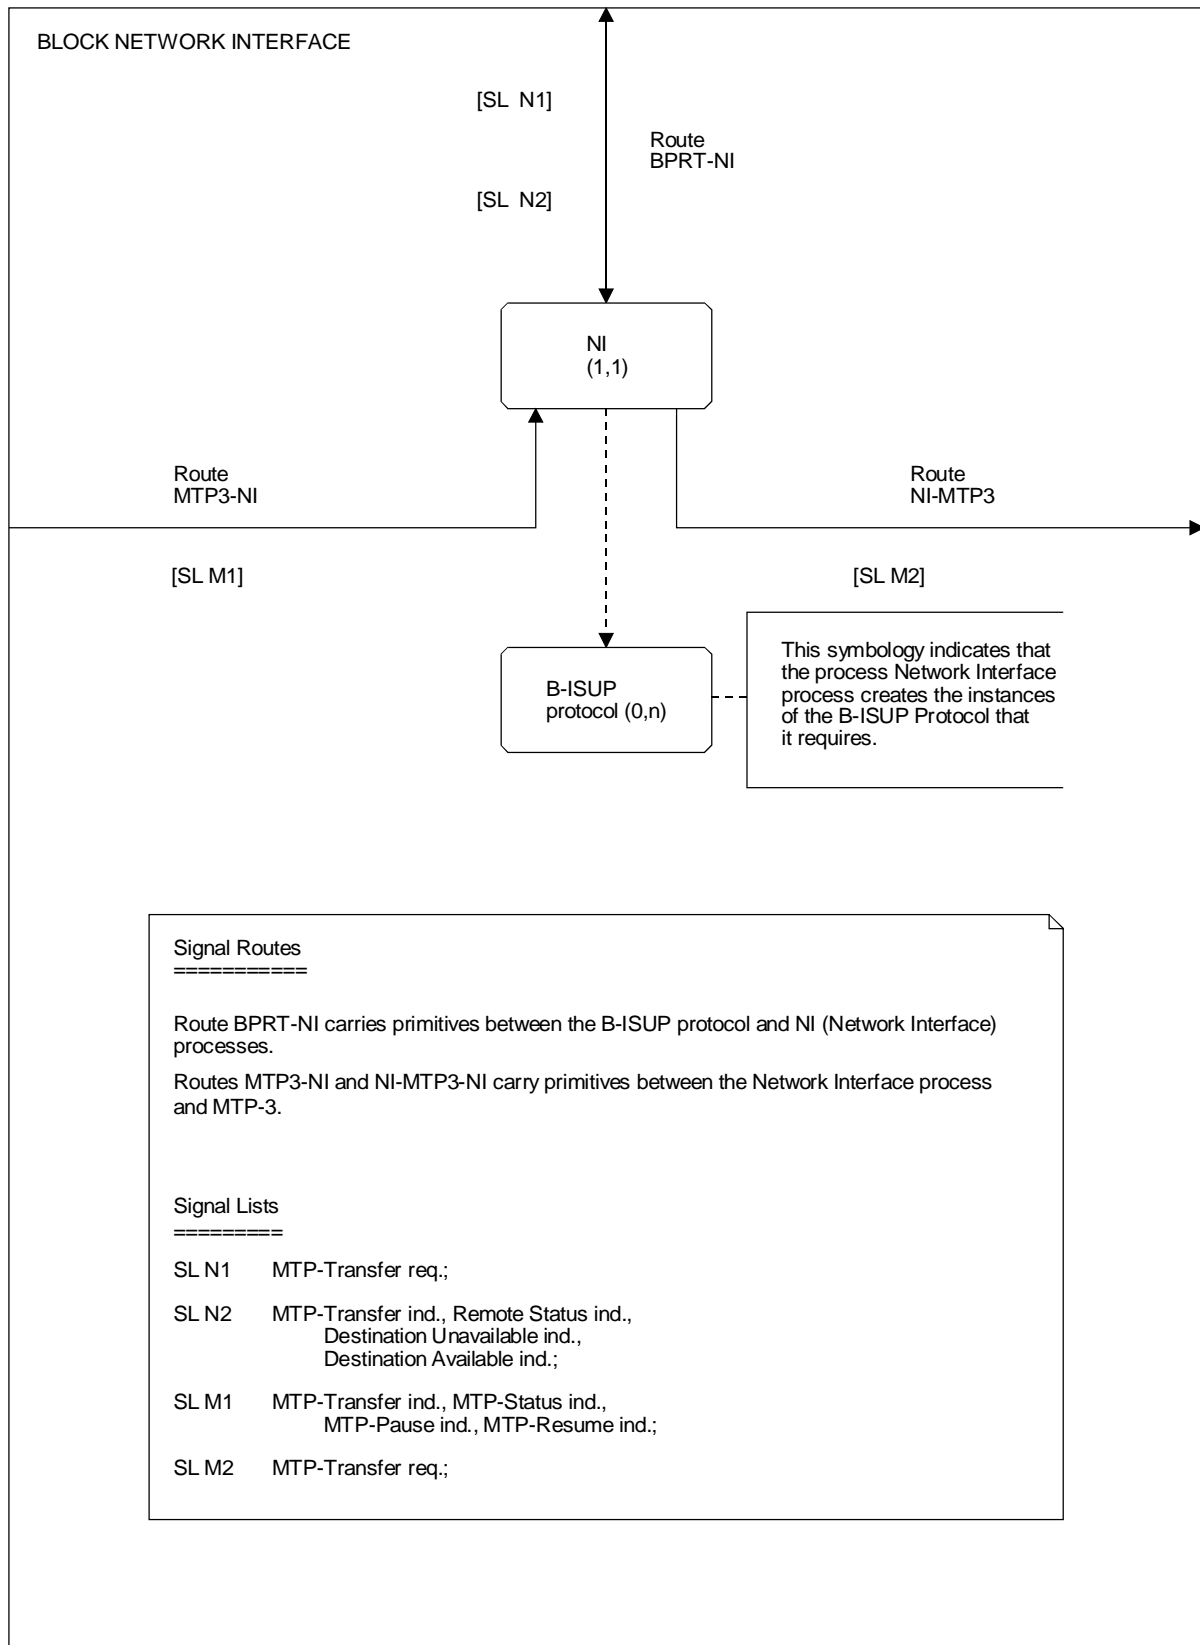 BLOCK NETWORK INTERFACE
[SL N1]
Route
BPRT-NI
[SL N2]
NI
(1,1)
Route
MTP3-NI
Route
NI-MTP3
[SL M1]
[SL M2]
B-ISUP
protocol (0,n)
This symbology indicates that
the process Network Interface
process creates the instances
of the B-ISUP Protocol that
it requires.
Signal Routes
===========
Route BPRT-NI carries primitives between the B-ISUP protocol and NI (Network Interface)
processes.
Routes MTP3-NI and NI-MTP3-NI carry primitives between the Network Interface process
and MTP-3.
Signal Lists
=========
SL N1 MTP-Transfer req.;
SL N2 MTP-Transfer ind., Remote Status ind.,
Destination Unavailable ind.,
Destination Available ind.;
SL M1 MTP-Transfer ind., MTP-Status ind.,
MTP-Pause ind., MTP-Resume ind.;
SL M2 MTP-Transfer req.;